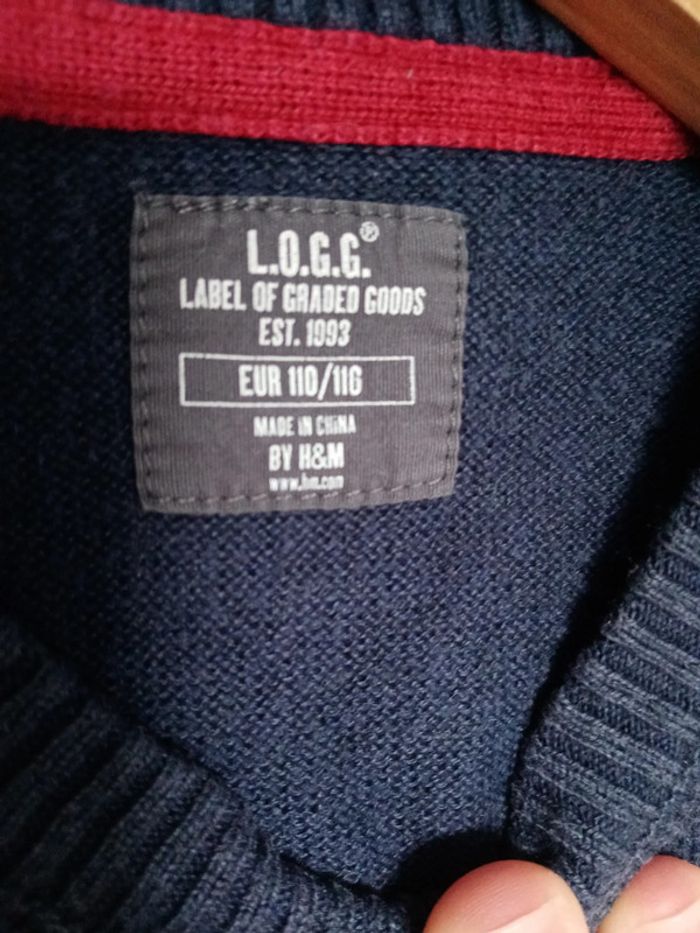 L.O.G.G.®
LABEL OF GRADED GOODS
EST. 1993
EUR 110/116
MADE IN CHINA
BY H&M
www.hm.com